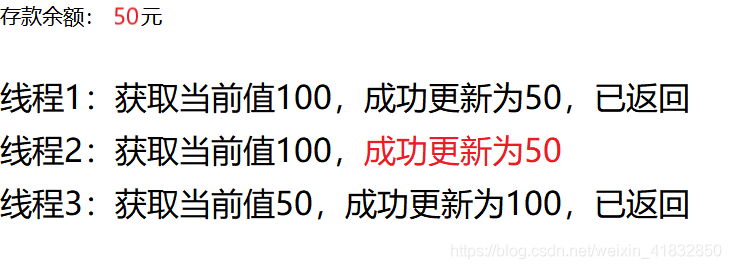 存款余额： 50元
线程1：获取当前值100，成功更新为50，已返回
线程2：获取当前值100，成功更新为50
线程3：获取当前值50，成功更新为100，已返回
https://blog.csdn.net/weixin_41832850